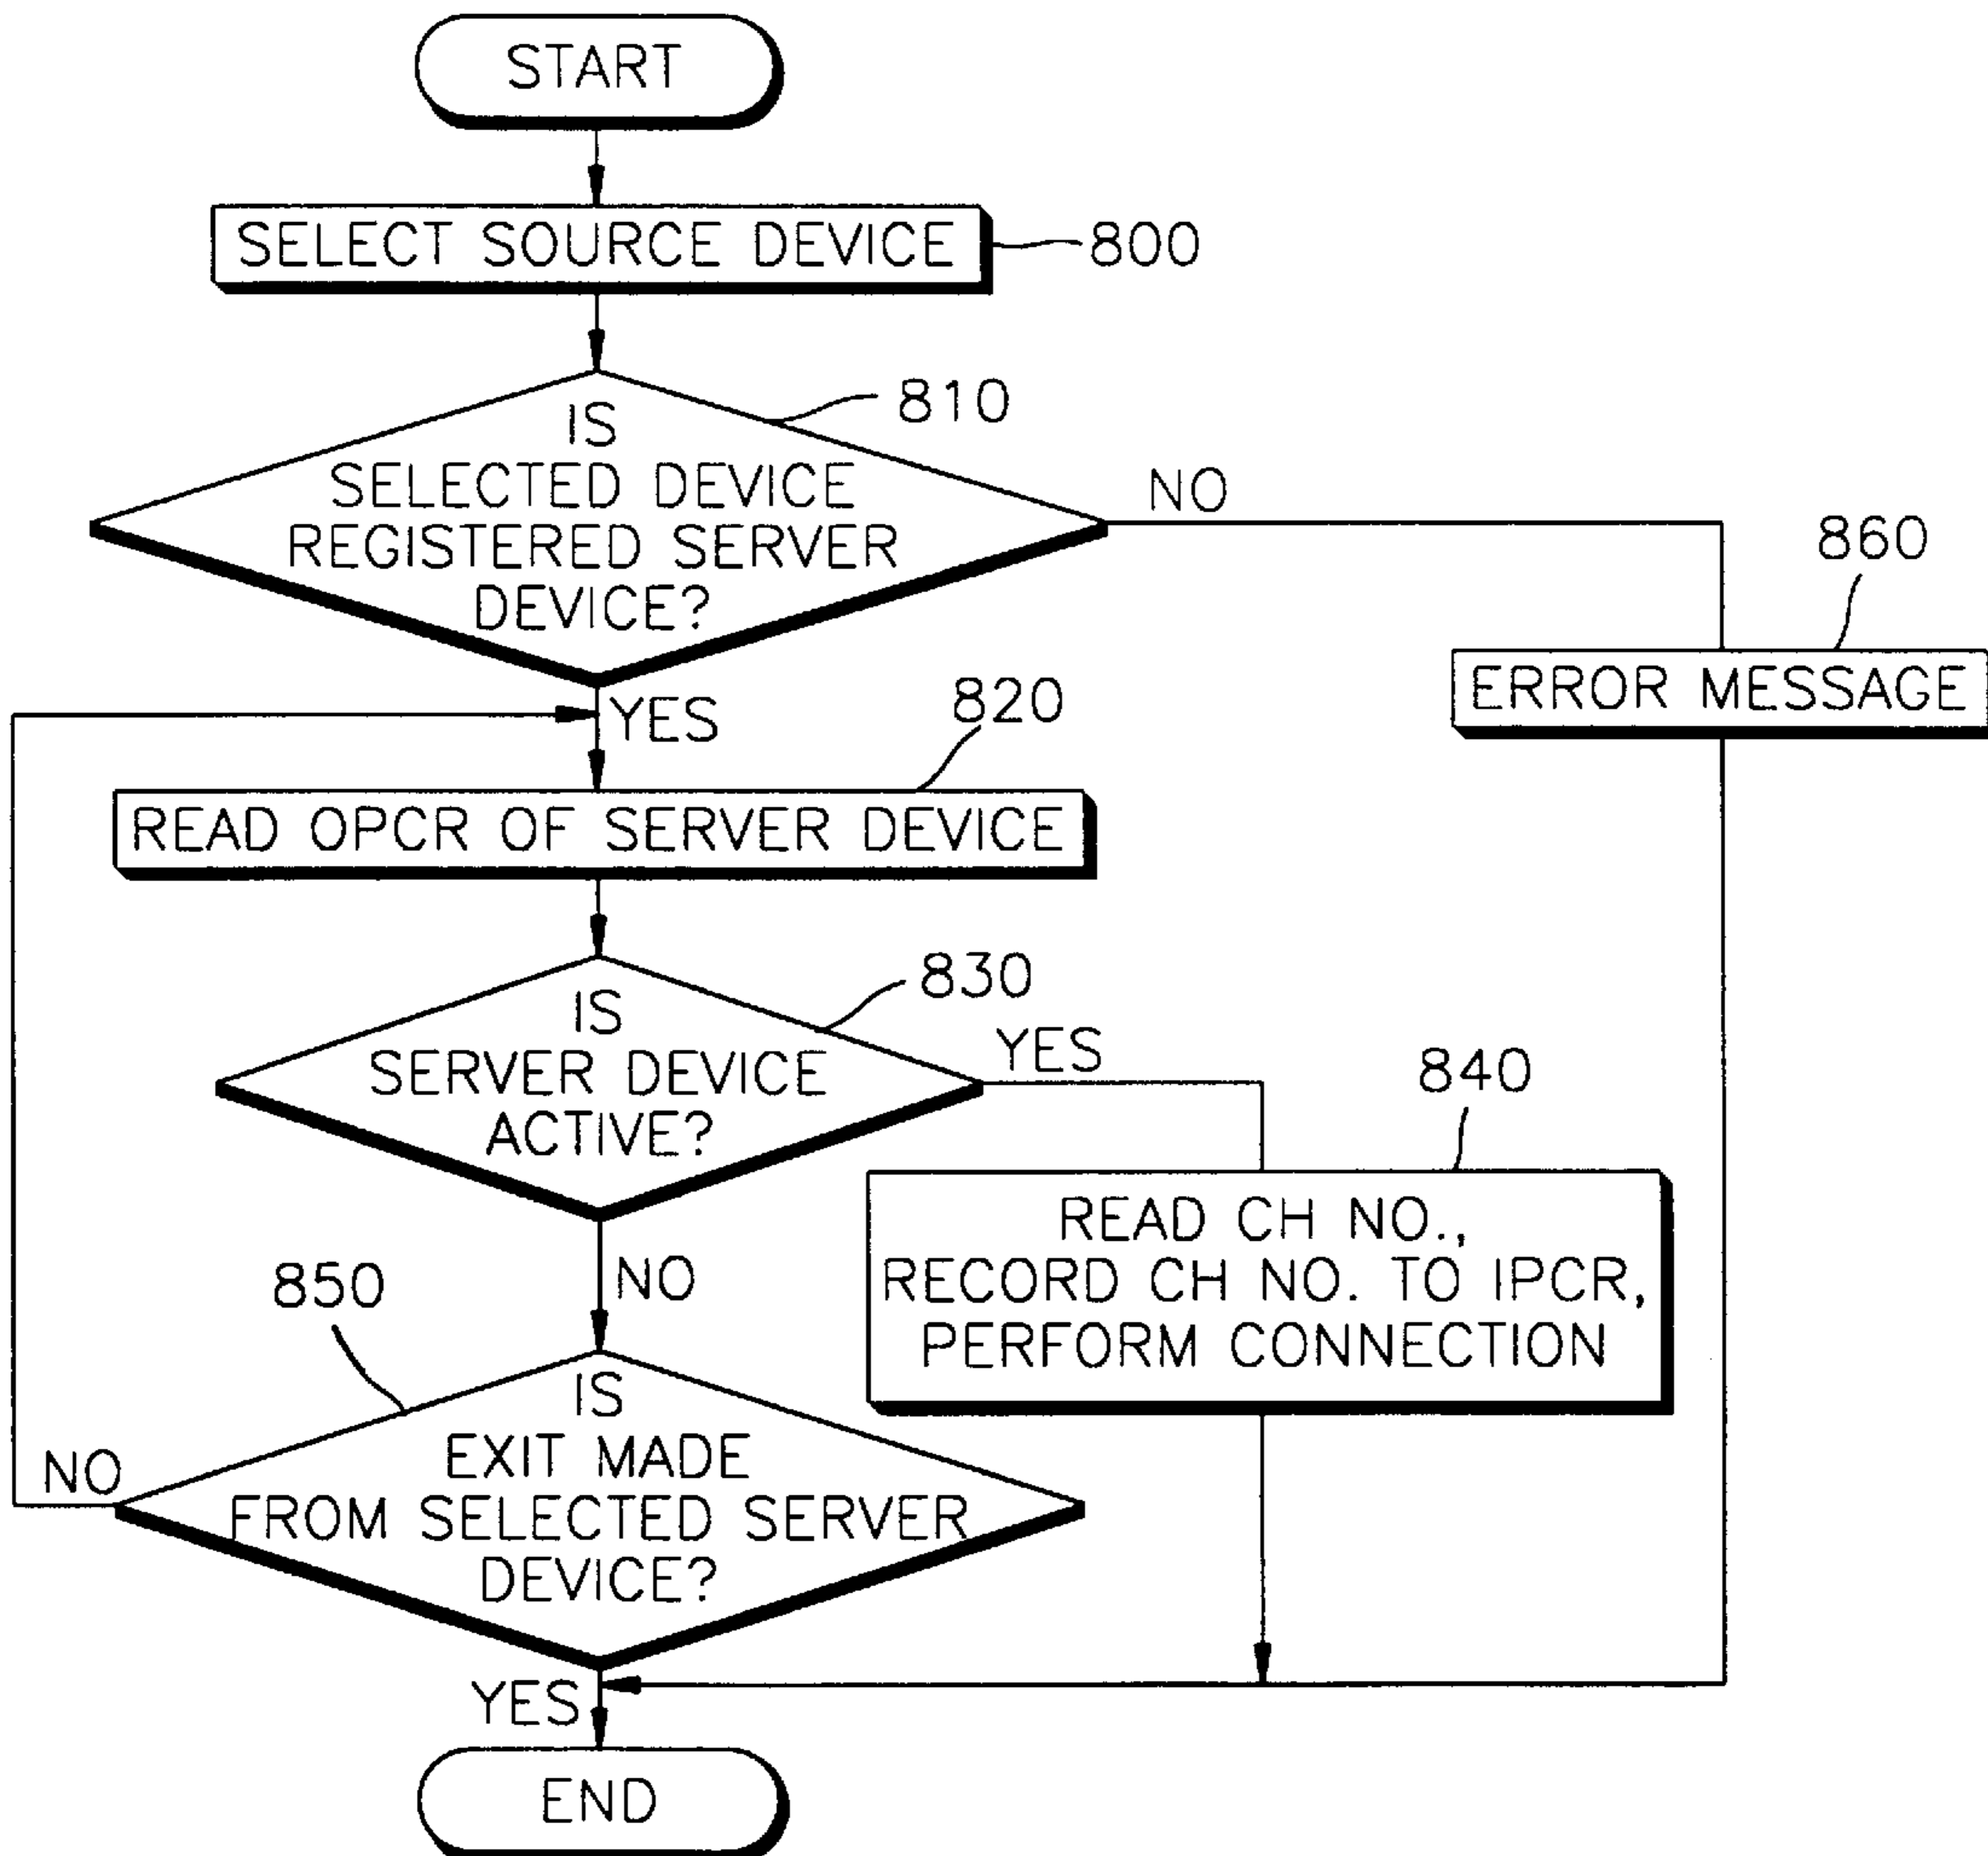 START
SELECT SOURCE DEVICE
800
810
IS
SELECTED DEVICE
REGISTERED SERVER
DEVICE?
NO
860
ERROR MESSAGE
YES
820
READ OPCR OF SERVER DEVICE
830
IS
SERVER DEVICE
ACTIVE?
YES
840
READ CH NO.,
RECORD CH NO. TO IPCR,
PERFORM CONNECTION
NO
850
IS
EXIT MADE
FROM SELECTED SERVER
DEVICE?
NO
YES
END